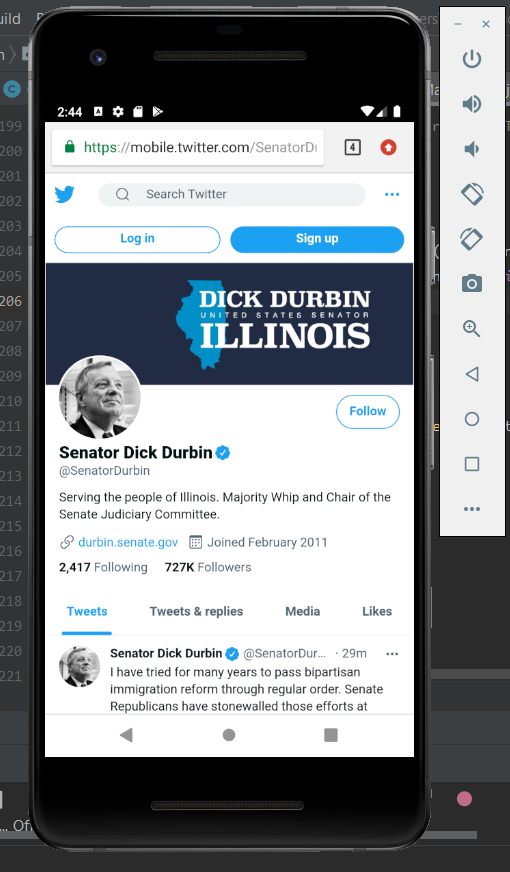 uild
2:44
https://mobile.twitter.com/SenatorDu
4
Search Twitter
Log in
Sign up
DICK DURBIN
UNITED STATES SENATOR
ILLINOIS
Follow
Senator Dick Durbin
@SenatorDurbin
Serving the people of Illinois. Majority Whip and Chair of the
Senate Judiciary Committee.
durbin.senate.gov Joined February 2011
2,417 Following 727K Followers
Tweets Tweets & replies Media Likes
Senator Dick Durbin @SenatorDur... · 29m
I have tried for many years to pass bipartisan
immigration reform through regular order. Senate
Republicans have stonewalled those efforts at
199
200
201
202
203
204
205
206
207
208
209
210
211
212
213
214
215
216
217
218
219
220
221
... Off